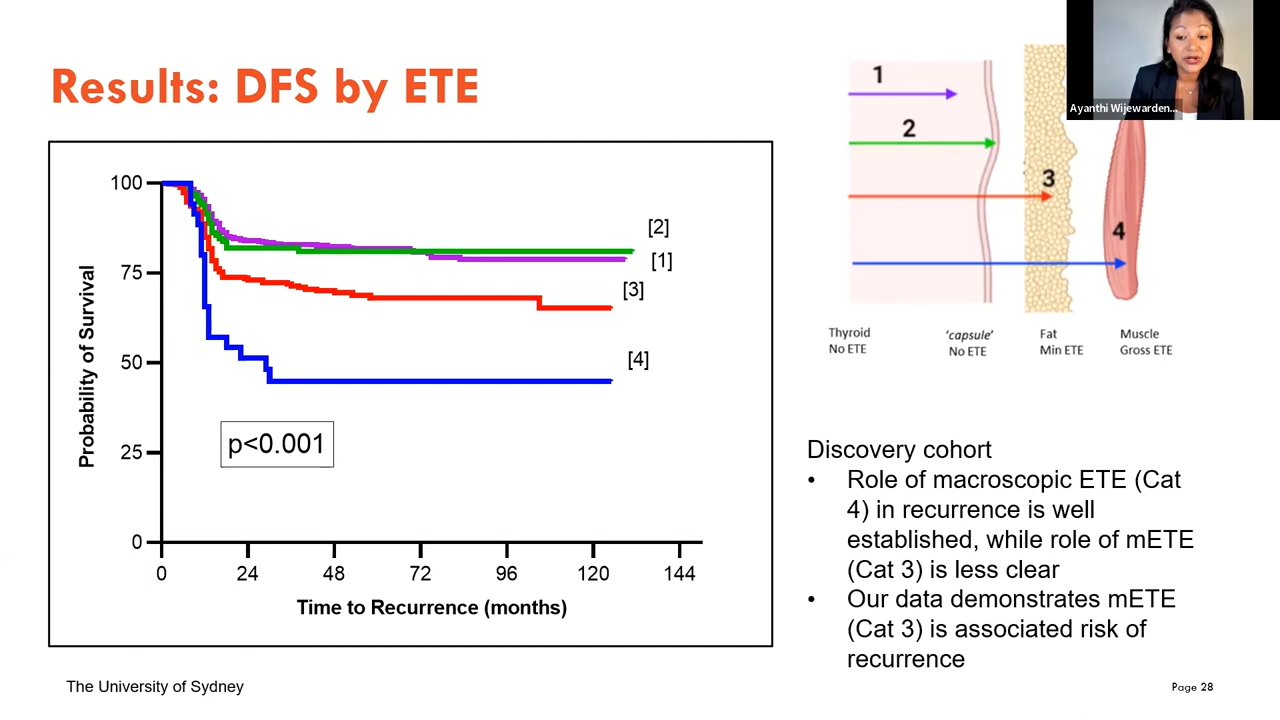 Results: DFS by ETE
Ayanthi Wijewarden...
Probability of Survival
100
75
50
25
0
[2]
[1]
[3]
[4]
p<0.001
0 24 48 72 96 120 144
Time to Recurrence (months)
1
2
3
4
Thyroid
No ETE
'capsule'
No ETE
Fat
Min ETE
Muscle
Gross ETE
Discovery cohort
• Role of macroscopic ETE (Cat
4) in recurrence is well
established, while role of mETE
(Cat 3) is less clear
• Our data demonstrates mETE
(Cat 3) is associated risk of
recurrence
The University of Sydney
Page 28